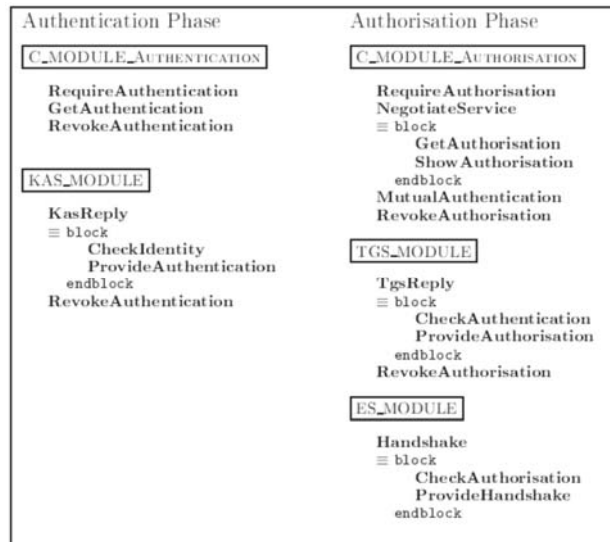 Authentication Phase
C_MODULE_AUTHENTICATION
RequireAuthentication
GetAuthentication
RevokeAuthentication
KAS_MODULE
KasReply
≡ block
CheckIdentity
ProvideAuthentication
endblock
RevokeAuthentication
Authorisation Phase
C_MODULE_AUTHORISATION
RequireAuthorisation
NegotiateService
≡ block
GetAuthorisation
ShowAuthorisation
endblock
MutualAuthentication
RevokeAuthorisation
TGS_MODULE
TgsReply
≡ block
CheckAuthentication
ProvideAuthorisation
endblock
RevokeAuthorisation
ES_MODULE
Handshake
≡ block
CheckAuthorisation
ProvideHandshake
endblock